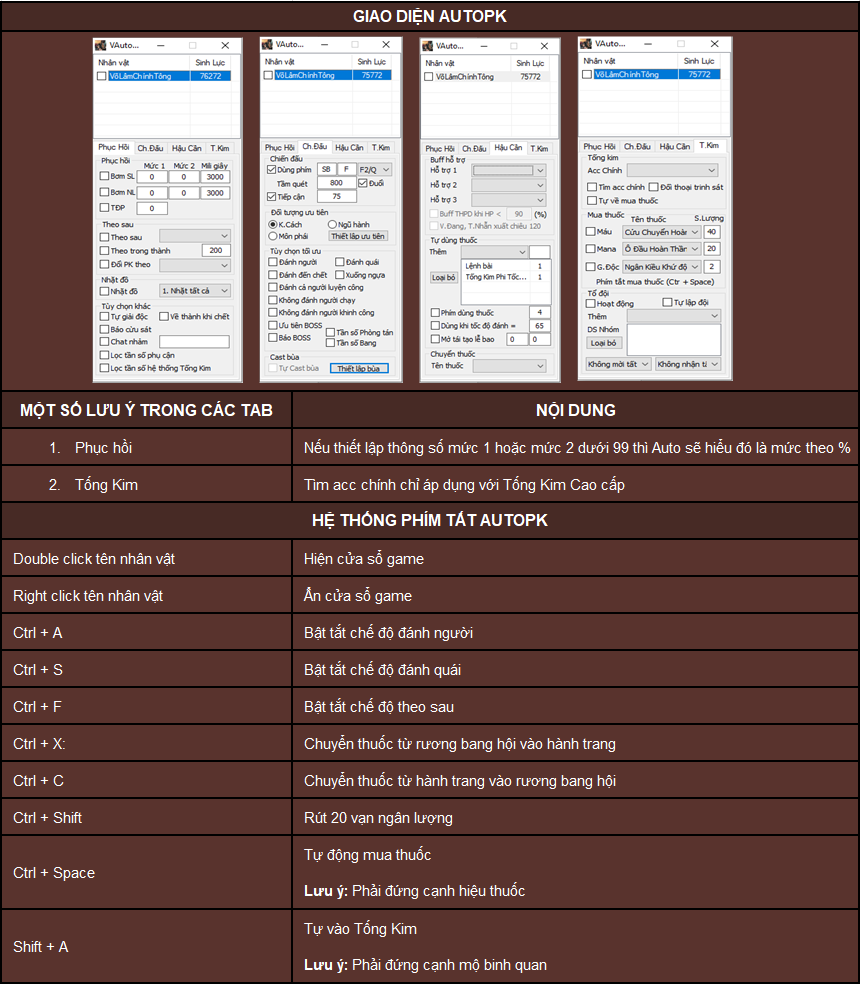 GIAO DIỆN AUTOPK
VAuto...
Nhân vật Sinh Lực
VõLâmChínhTông 76272
Phục Hồi Ch.Đấu Hậu Cần T.Kim
Phục hồi
Mức 1 Mức 2 Mili giây
Bơm SL 0 0 3000
Bơm NL 0 0 3000
TĐP 0
Theo sau
Theo sau
Theo trong thành 200
Đổi PK theo
Nhặt đồ
Nhặt đồ 1. Nhặt tất cả
Tùy chọn khác
Tự giải độc Về thành khi chết
Báo cừu sát
Chat nhảm
Lọc tần số phụ cận
Lọc tần số hệ thống Tống Kim
VAuto...
Nhân vật Sinh Lực
VõLâmChínhTông 75772
Phục Hồi Ch.Đấu Hậu Cần T.Kim
Chiến đấu
Dùng phím SB F F2/Q
Tầm quét 800 Đuổi
Tiếp cận 75
Đối tượng ưu tiên
K.Cách Ngũ hành
Môn phái Thiết lập ưu tiên
Tùy chọn tối ưu
Đánh người Đánh quái
Đánh đến chết Xuống ngựa
Đánh cả người luyện công
Không đánh người chạy
Không đánh người khinh công
Ưu tiên BOSS
Báo BOSS
Tần số Phòng tán
Tần số Bang
Cast bùa
Tự Cast bùa Thiết lập bùa
VAuto...
Nhân vật Sinh Lực
VõLâmChínhTông 75772
Phục Hồi Ch.Đấu Hậu Cần T.Kim
Buff hỗ trợ
Hỗ trợ 1
Hỗ trợ 2
Hỗ trợ 3
Buff THPD khi HP < 90 (%)
V.Đang, T.Nhẫn xuất chiêu 120
Tự dùng thuốc
Thêm
Lệnh bài 1
Loại bỏ Tống Kim Phi Tốc... 1
Phím dùng thuốc 4
Dùng khi tốc độ đánh = 65
Mở tái tạo lễ bao 0 0
Chuyển thuốc
Tên thuốc
VAuto...
Nhân vật Sinh Lực
VõLâmChínhTông 75772
Phục Hồi Ch.Đấu Hậu Cần T.Kim
Tống kim
Acc Chính
Tìm acc chính Đối thoại trinh sát
Tự về mua thuốc
Mua thuốc Tên thuốc S.Lượng
Máu Cửu Chuyển Hoàn 40
Mana Ô Đầu Hoàn Thần 20
G.Độc Ngân Kiều Khử độ 2
Phím tắt mua thuốc (Ctr + Space)
Tổ đội
Hoạt động Tự lập đội
Thêm
DS Nhóm
Loại bỏ
Không mời tất Không nhận tấ
MỘT SỐ LƯU Ý TRONG CÁC TAB NỘI DUNG
1. Phục hồi Nếu thiết lập thông số mức 1 hoặc mức 2 dưới 99 thì Auto sẽ hiểu đó là mức theo %
2. Tống Kim Tìm acc chính chỉ áp dụng với Tống Kim Cao cấp
HỆ THỐNG PHÍM TẮT AUTOPK
Double click tên nhân vật Hiện cửa sổ game
Right click tên nhân vật Ẩn cửa sổ game
Ctrl + A Bật tắt chế độ đánh người
Ctrl + S Bật tắt chế độ đánh quái
Ctrl + F Bật tắt chế độ theo sau
Ctrl + X: Chuyển thuốc từ rương bang hội vào hành trang
Ctrl + C Chuyển thuốc từ hành trang vào rương bang hội
Ctrl + Shift Rút 20 vạn ngân lượng
Ctrl + Space Tự động mua thuốc
Lưu ý: Phải đứng cạnh hiệu thuốc
Shift + A Tự vào Tống Kim
Lưu ý: Phải đứng cạnh mộ binh quan